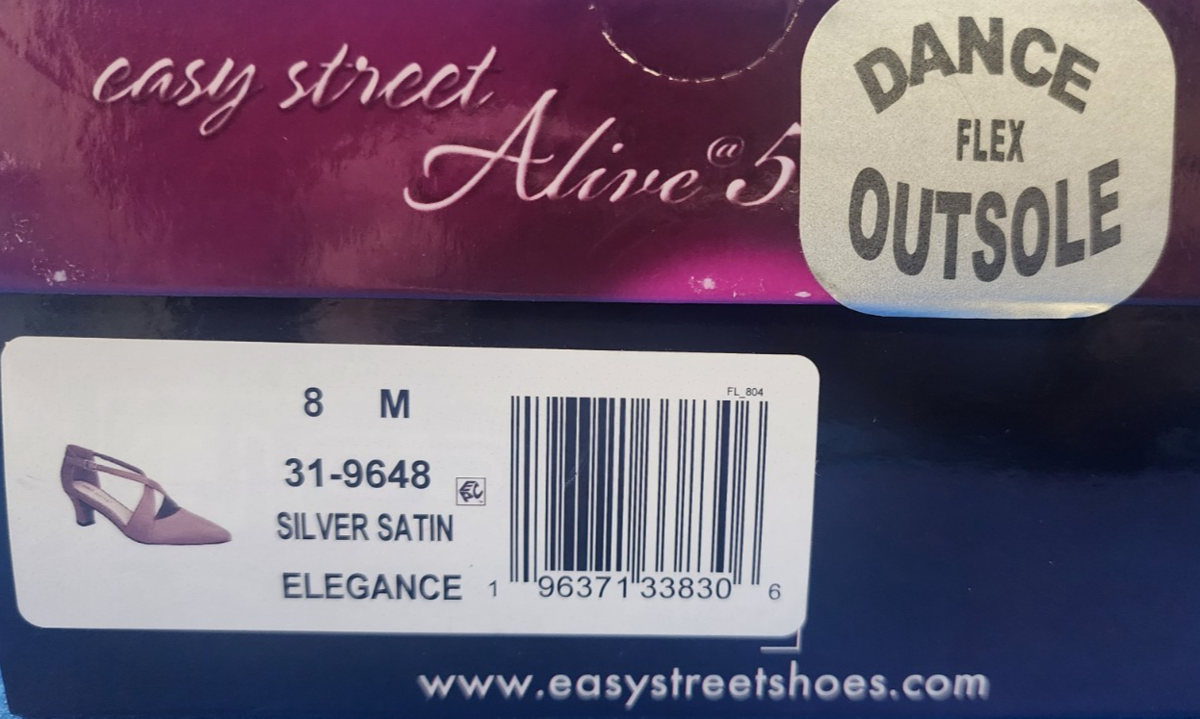 easy street
Alive @ 5
DANCE
FLEX
OUTSOLE
8 M
31-9648
SILVER SATIN
ELEGANCE
FL_804
1 96371 33830 6
www.easystreetshoes.com